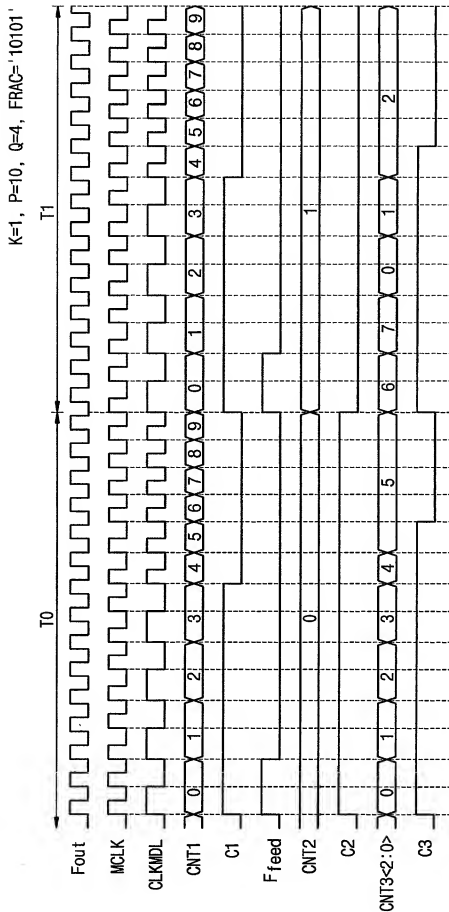 K=1, P=10, Q=4, FRAC='10101'
T0 T1
Fout
MCLK
CLKMDL
CNT1 0 1 2 3 4 5 6 7 8 9 0 1 2 3 4 5 6 7 8 9
C1
Ffeed
CNT2 0 1
C2
CNT3<2:0> 0 1 2 3 4 5 6 7 0 1 2
C3